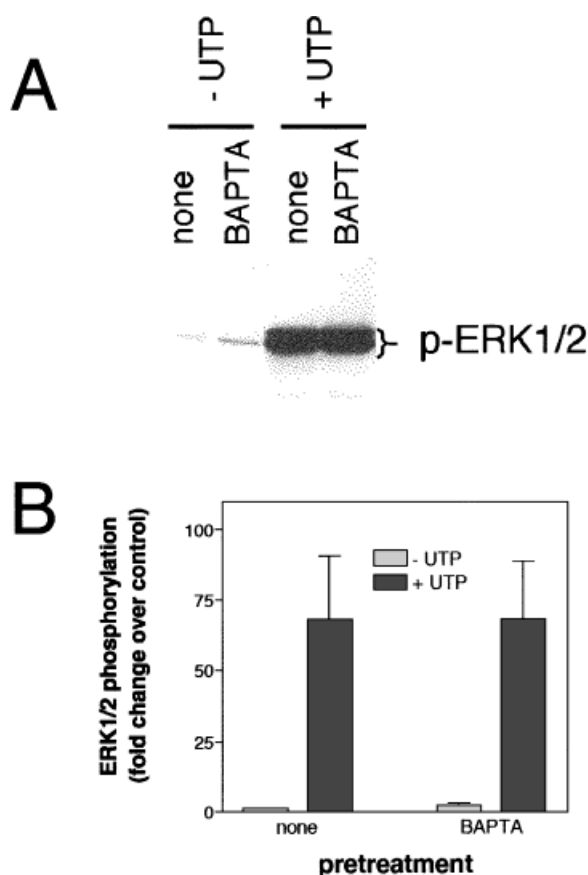 A
- UTP
+ UTP
none
BAPTA
none
BAPTA
p-ERK1/2
B
ERK1/2 phosphorylation
(fold change over control)
100
75
50
25
0
- UTP
+ UTP
none
BAPTA
pretreatment